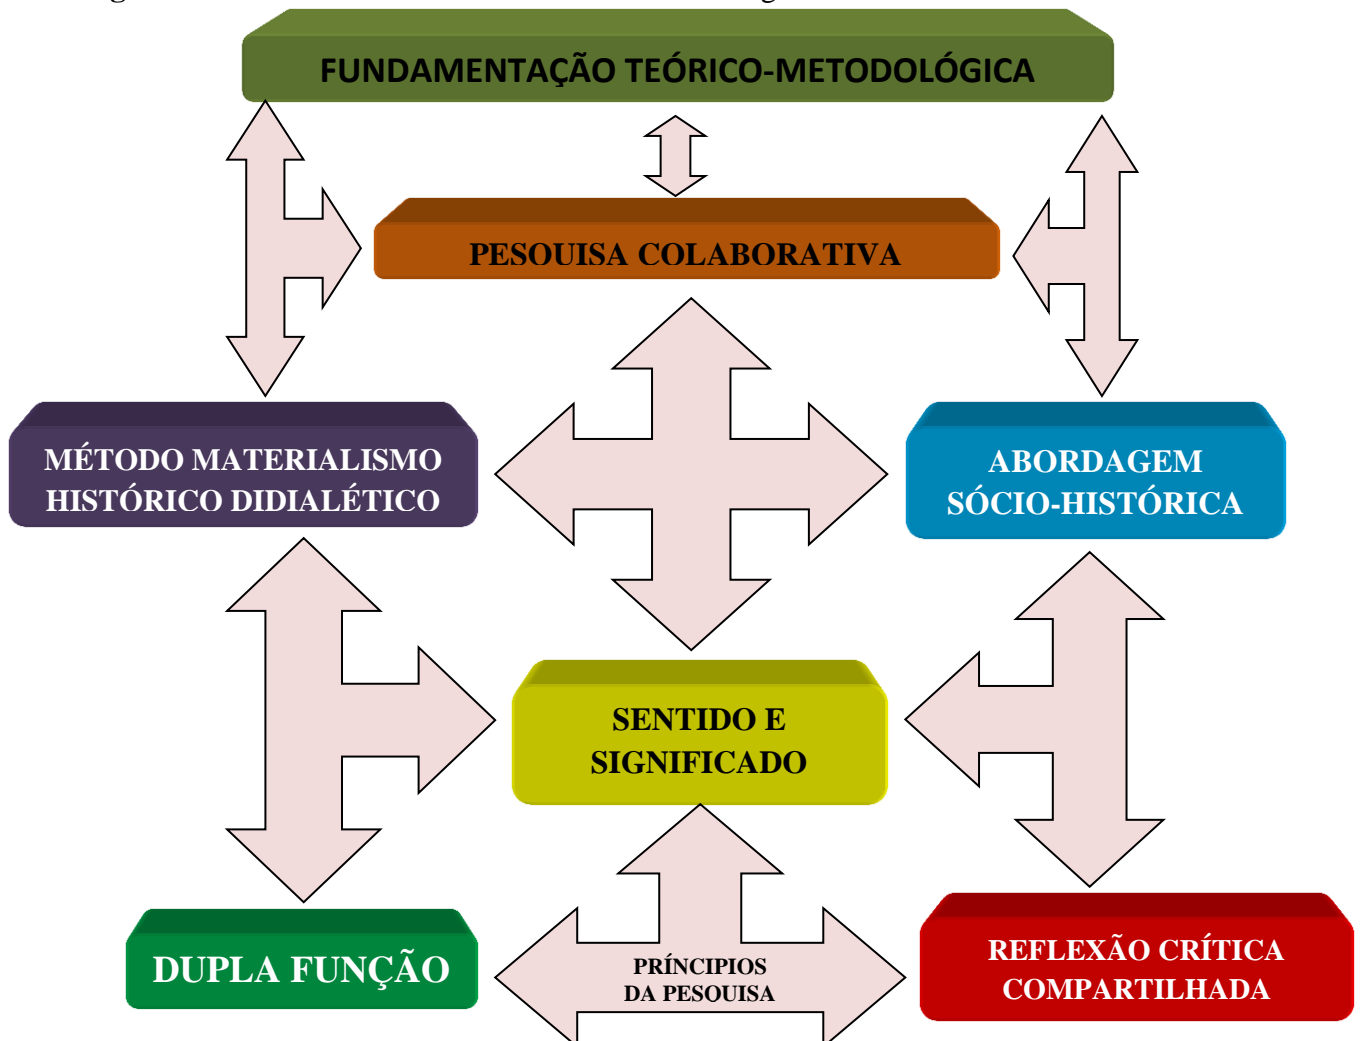 FUNDAMENTAÇÃO TEÓRICO-METODOLÓGICA
PESOUISA COLABORATIVA
MÉTODO MATERIALISMO
HISTÓRICO DIDIALÉTICO
ABORDAGEM
SÓCIO-HISTÓRICA
SENTIDO E
SIGNIFICADO
DUPLA FUNÇÃO
PRÍNCIPIOS
DA PESQUISA
REFLEXÃO CRÍTICA
COMPARTILHADA